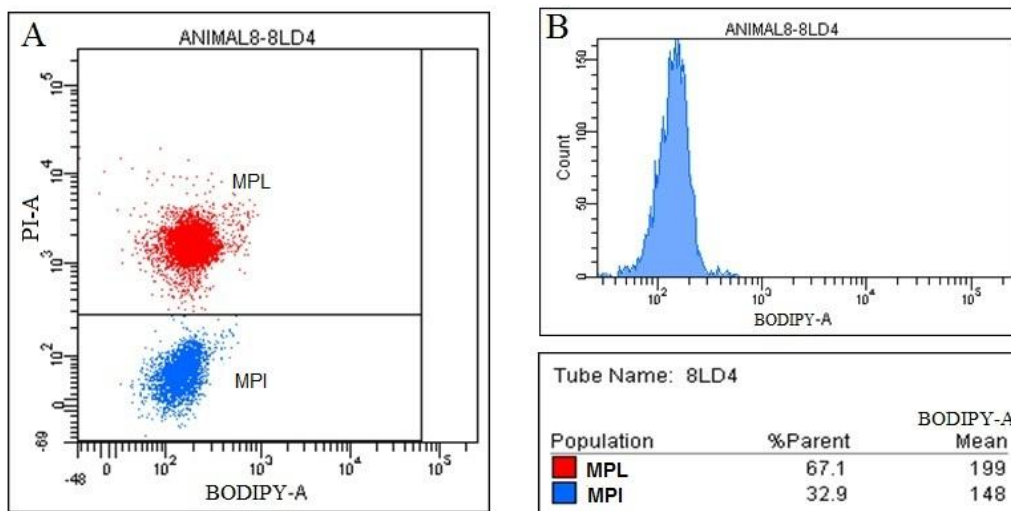 A
ANIMAL8-8LD4
PI-A
10^5
10^4
10^3
10^2
0
-69
MPL
MPI
-48
0
10^2
10^3
10^4
10^5
BODIPY-A
B
ANIMAL8-8LD4
Count
150
100
50
0
10^2
10^3
10^4
10^5
BODIPY-A
Tube Name: 8LD4
BODIPY-A
Population %Parent Mean
MPL 67.1 199
MPI 32.9 148